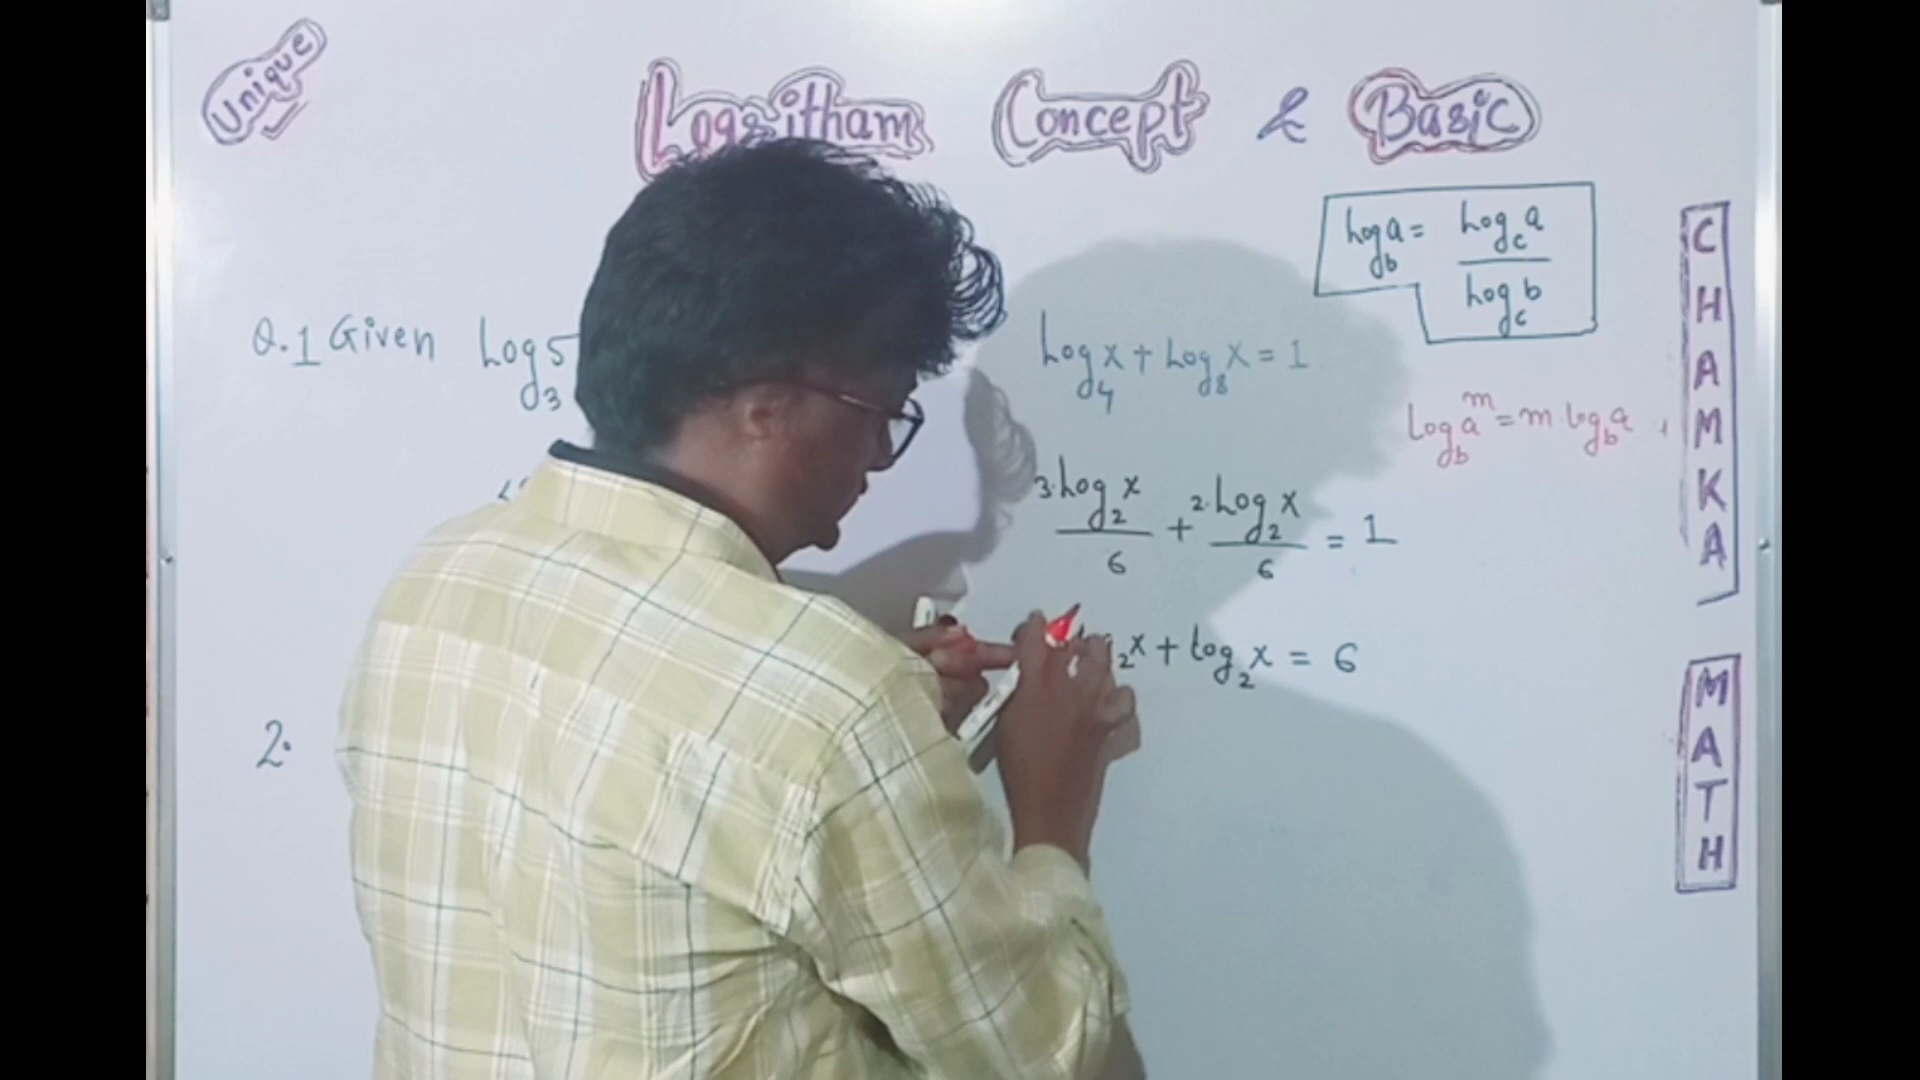 Unique
Logritham Concept & Basic
log_b a = log_c a / log_c b
Q.1 Given log_3 5
log_4 x + log_8 x = 1
log_b a^m = m·log_b a
3·log_2 x / 6 + 2·log_2 x / 6 = 1
x + log_2 x = 6
2.
CHAMKA
MATH